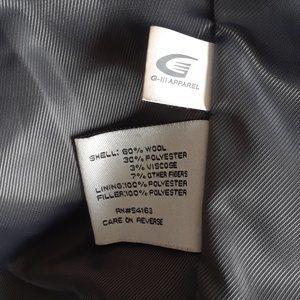 G-III APPAREL
SHELL: 60% WOOL
30% POLYESTER
3% VISCOSE
7% OTHER FIBERS
LINING:100% POLYESTER
FILLER:100% POLYESTER
RN#54163
CARE ON REVERSE